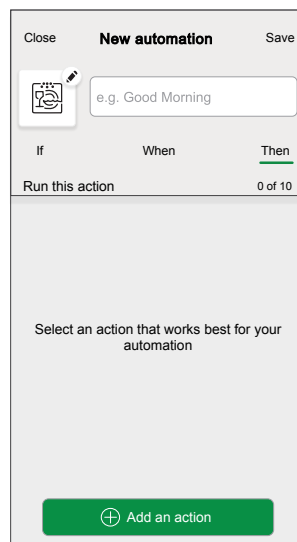 Close New automation Save
e.g. Good Morning
If When Then
Run this action 0 of 10
Select an action that works best for your
automation
Add an action